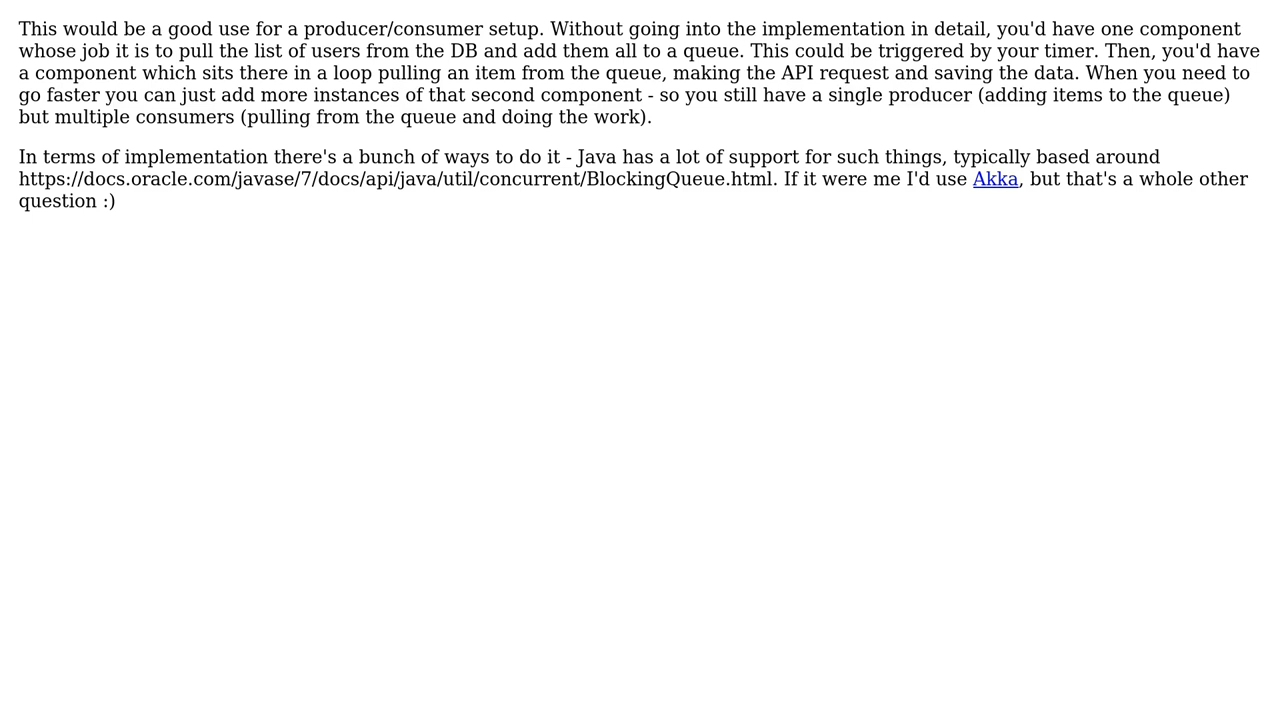 This would be a good use for a producer/consumer setup. Without going into the implementation in detail, you'd have one component
whose job it is to pull the list of users from the DB and add them all to a queue. This could be triggered by your timer. Then, you'd have
a component which sits there in a loop pulling an item from the queue, making the API request and saving the data. When you need to
go faster you can just add more instances of that second component - so you still have a single producer (adding items to the queue)
but multiple consumers (pulling from the queue and doing the work).
In terms of implementation there's a bunch of ways to do it - Java has a lot of support for such things, typically based around
https://docs.oracle.com/javase/7/docs/api/java/util/concurrent/BlockingQueue.html. If it were me I'd use Akka, but that's a whole other
question :)